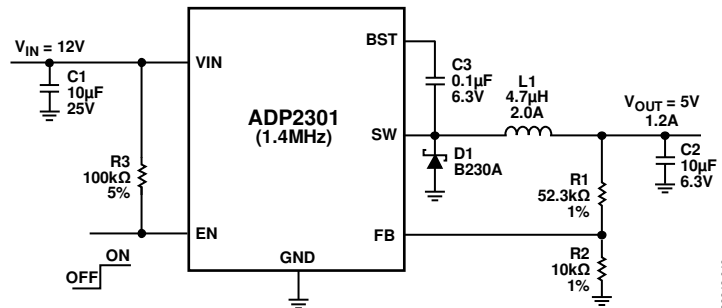 VIN = 12V
C1
10µF
25V
R3
100kΩ
5%
ON
OFF
VIN
EN
ADP2301
(1.4MHz)
GND
BST
SW
FB
C3
0.1µF
6.3V
L1
4.7µH
2.0A
D1
B230A
VOUT = 5V
1.2A
C2
10µF
6.3V
R1
52.3kΩ
1%
R2
10kΩ
1%